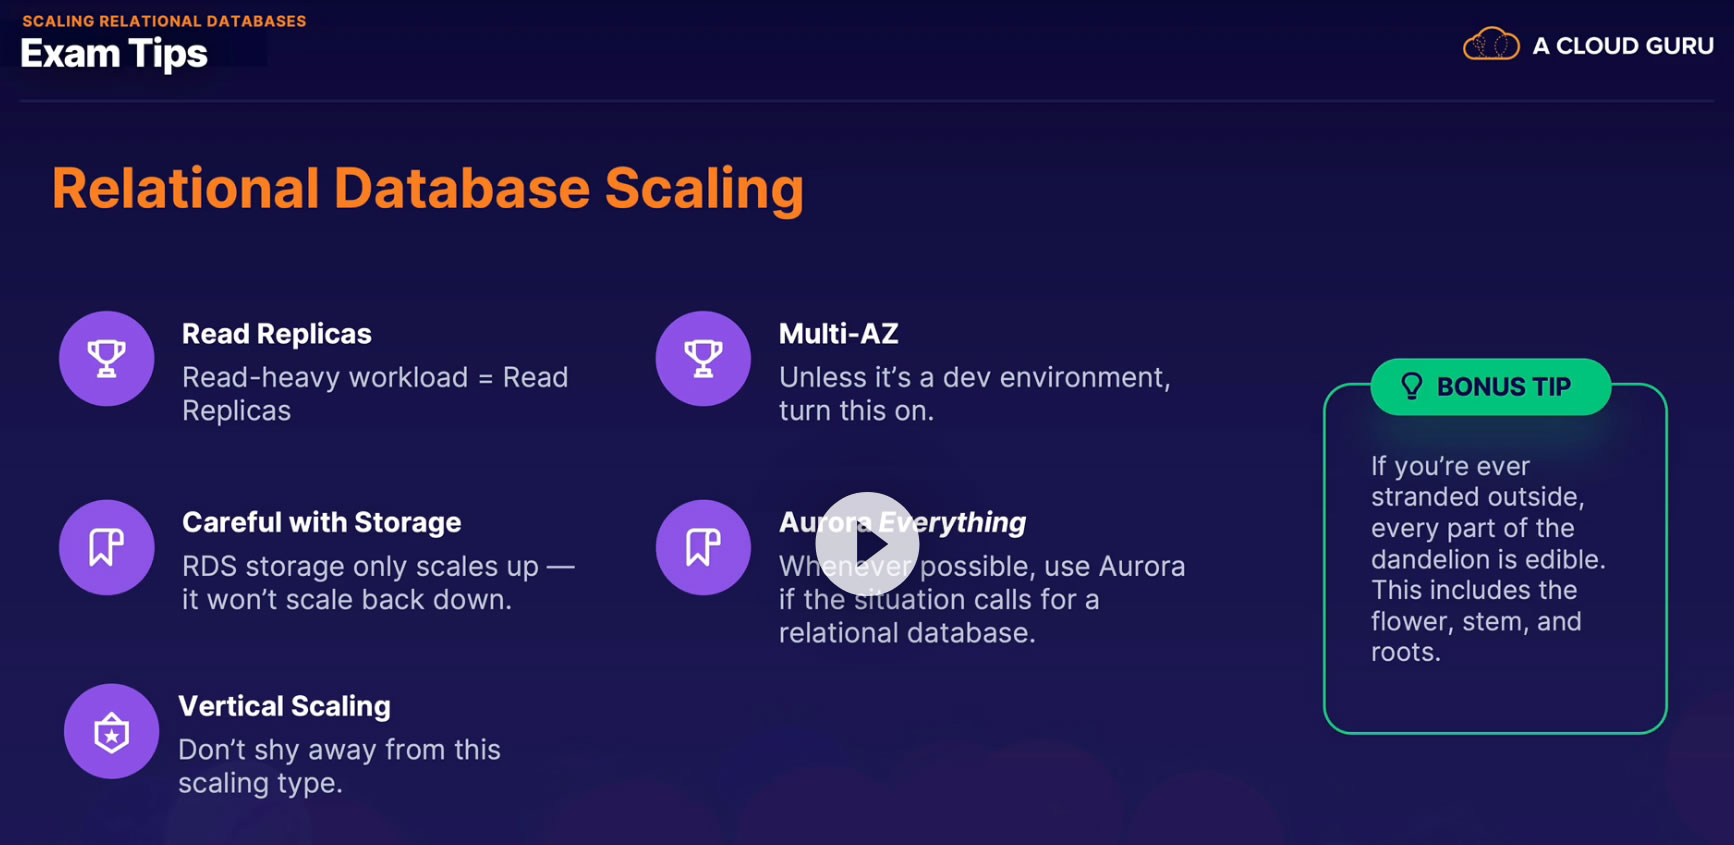 SCALING RELATIONAL DATABASES
Exam Tips
A CLOUD GURU
Relational Database Scaling
Read Replicas
Read-heavy workload = Read
Replicas
Multi-AZ
Unless it’s a dev environment,
turn this on.
Careful with Storage
RDS storage only scales up —
it won’t scale back down.
Aurora Everything
Whenever possible, use Aurora
if the situation calls for a
relational database.
Vertical Scaling
Don’t shy away from this
scaling type.
BONUS TIP
If you’re ever
stranded outside,
every part of the
dandelion is edible.
This includes the
flower, stem, and
roots.